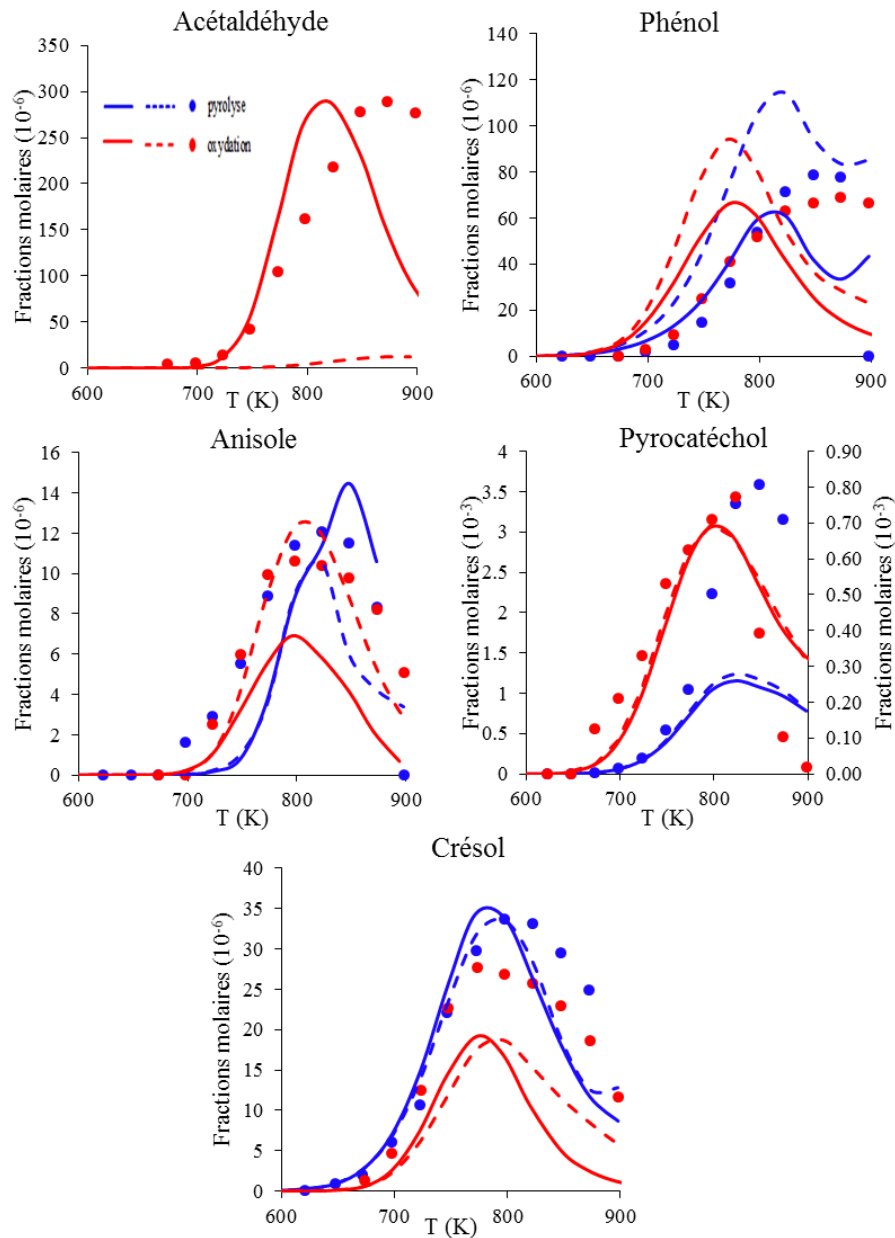 Acétaldéhyde
Fractions molaires (10-6)
350
300
250
200
150
100
50
0
pyrolyse
oxydation
600 700 800 900
T (K)
Phénol
Fractions molaires (10-6)
140
120
100
80
60
40
20
0
600 700 800 900
T (K)
Anisole
Fractions molaires (10-6)
16
14
12
10
8
6
4
2
0
600 700 800 900
T (K)
Pyrocatéchol
Fractions molaires (10-3)
4
3.5
3
2.5
2
1.5
1
0.5
0
0.90
0.80
0.70
0.60
0.50
0.40
0.30
0.20
0.10
0.00
Fractions molaires (10-3)
600 700 800 900
T (K)
Crésol
Fractions molaires (10-6)
40
35
30
25
20
15
10
5
0
600 700 800 900
T (K)